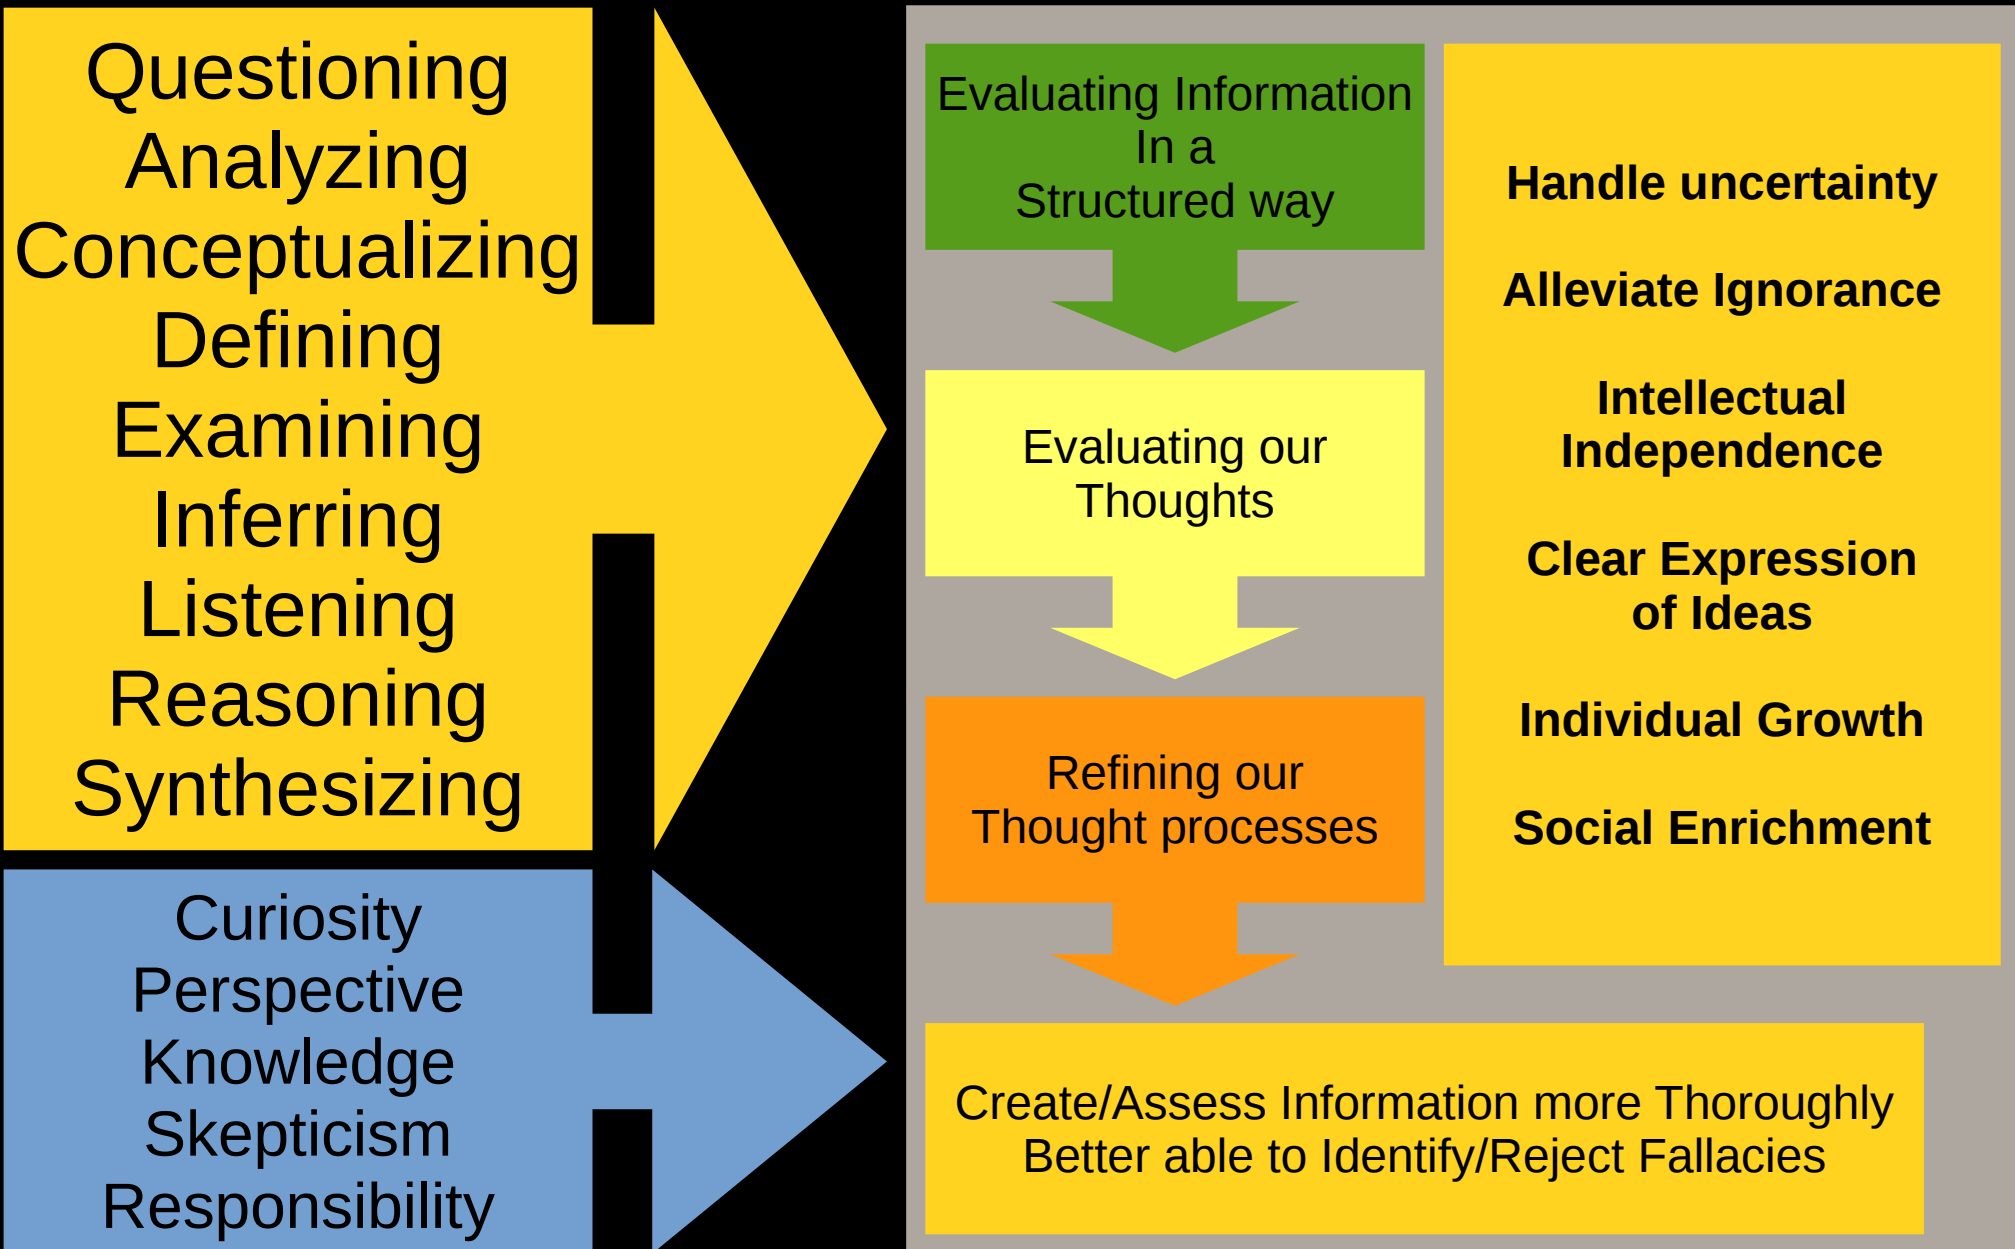 Questioning
Analyzing
Conceptualizing
Defining
Examining
Inferring
Listening
Reasoning
Synthesizing
Curiosity
Perspective
Knowledge
Skepticism
Responsibility
Evaluating Information
In a
Structured way
Evaluating our
Thoughts
Refining our
Thought processes
Handle uncertainty
Alleviate Ignorance
Intellectual
Independence
Clear Expression
of Ideas
Individual Growth
Social Enrichment
Create/Assess Information more Thoroughly
Better able to Identify/Reject Fallacies